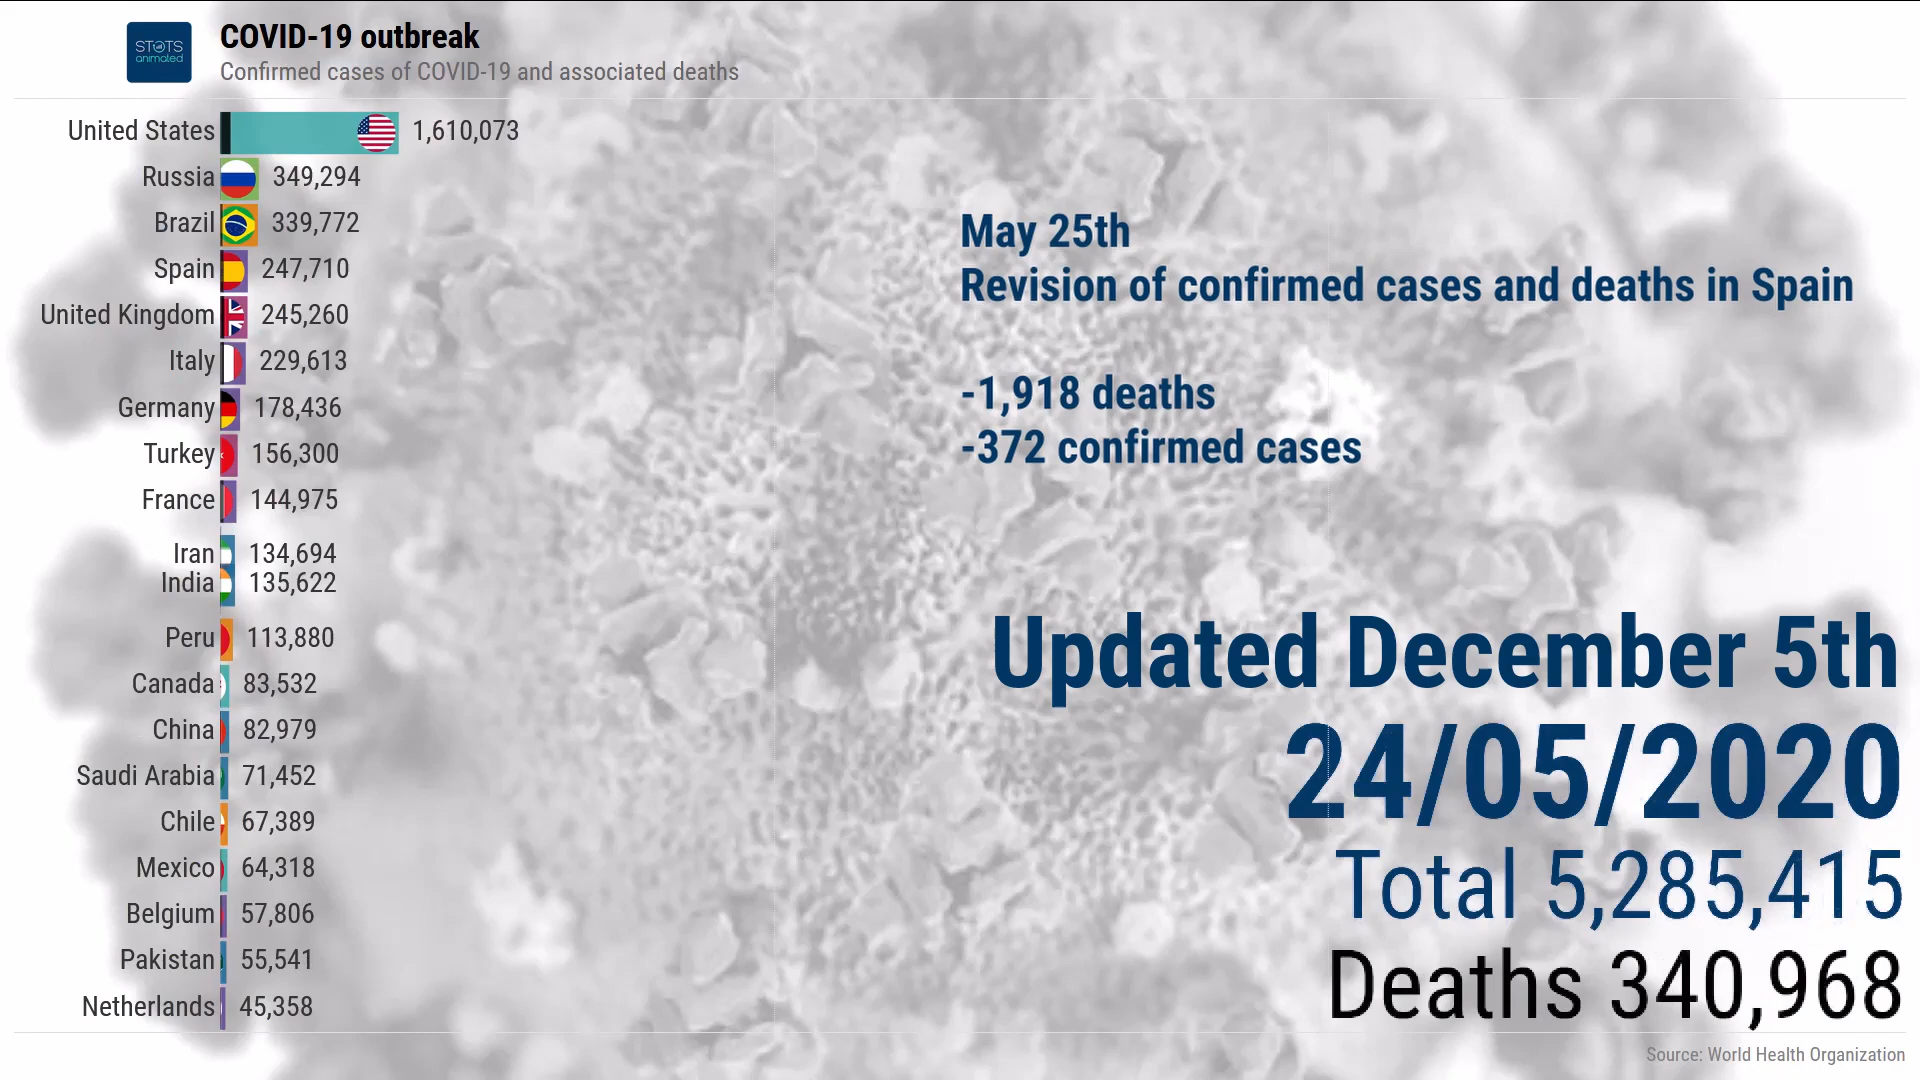 STOTS
animated
COVID-19 outbreak
Confirmed cases of COVID-19 and associated deaths
United States 1,610,073
Russia 349,294
Brazil 339,772
Spain 247,710
United Kingdom 245,260
Italy 229,613
Germany 178,436
Turkey 156,300
France 144,975
Iran 134,694
India 135,622
Peru 113,880
Canada 83,532
China 82,979
Saudi Arabia 71,452
Chile 67,389
Mexico 64,318
Belgium 57,806
Pakistan 55,541
Netherlands 45,358
May 25th
Revision of confirmed cases and deaths in Spain
-1,918 deaths
-372 confirmed cases
Updated December 5th
24/05/2020
Total 5,285,415
Deaths 340,968
Source: World Health Organization